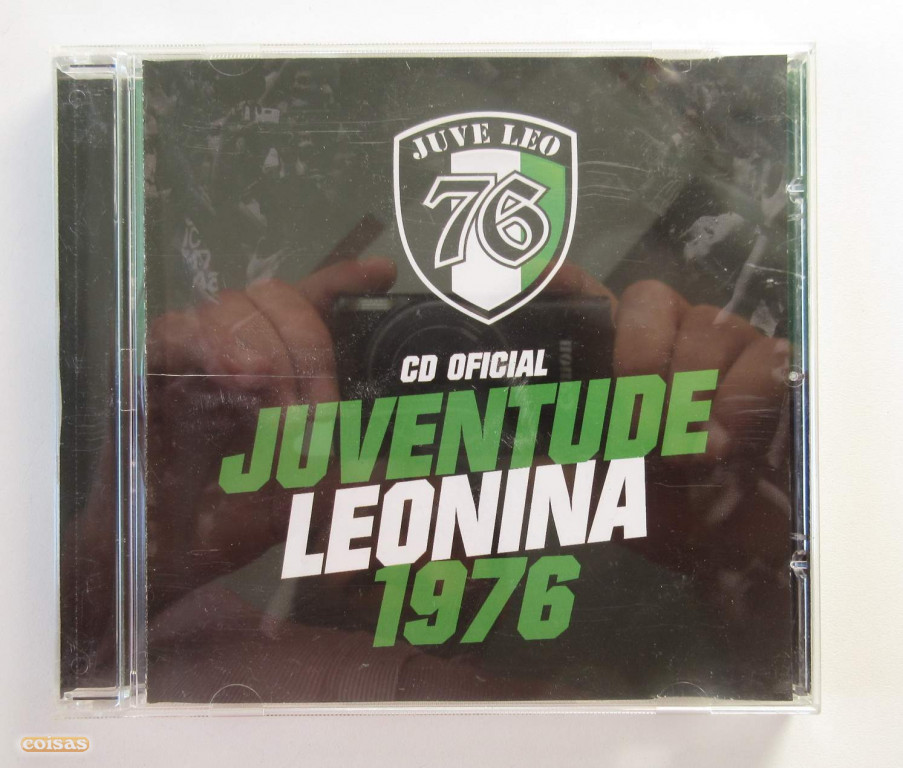 JUVE LEO
76
CD OFICIAL
JUVENTUDE
LEONINA
1976
coisas